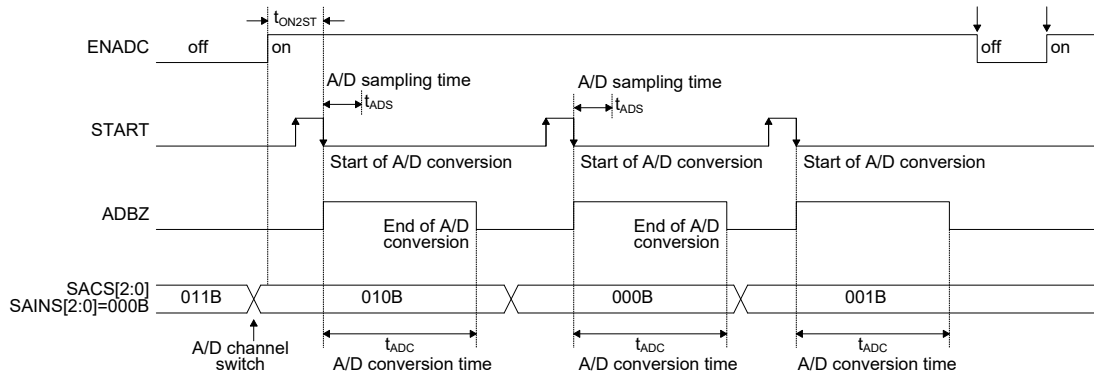 tON2ST
ENADC off on off on
A/D sampling time A/D sampling time
tADS tADS
START
Start of A/D conversion Start of A/D conversion Start of A/D conversion
ADBZ
End of A/D conversion End of A/D conversion
SACS[2:0]
SAINS[2:0]=000B
011B 010B 000B 001B
A/D channel switch
tADC tADC tADC
A/D conversion time A/D conversion time A/D conversion time